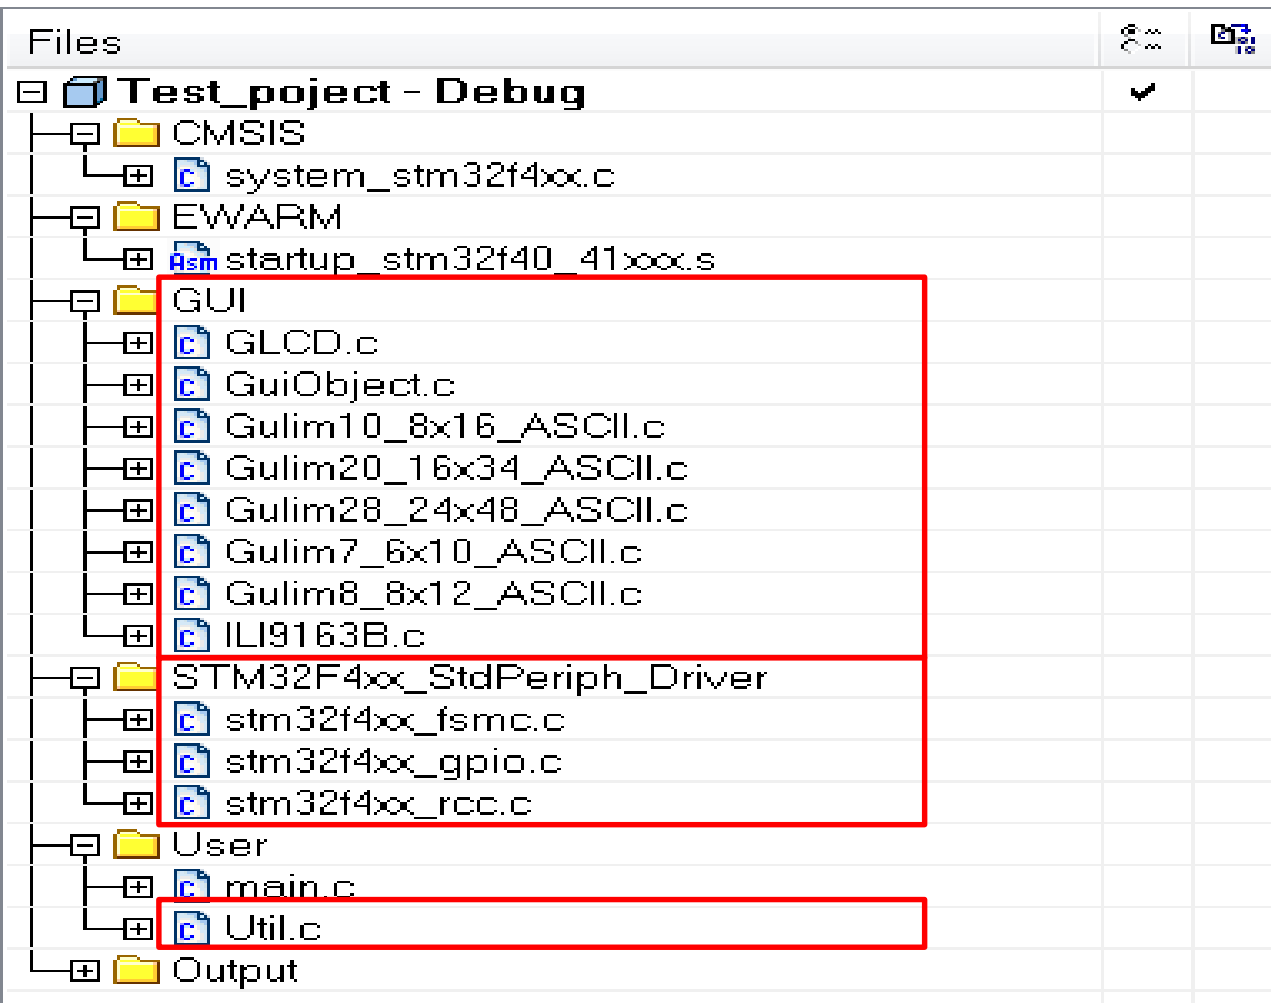 Files
Test_poject - Debug
CMSIS
system_stm32f4xx.c
EWARM
Asm startup_stm32f40_41xxx.s
GUI
c GLCD.c
c GuiObject.c
c Gulim10_8x16_ASCII.c
c Gulim20_16x34_ASCII.c
c Gulim28_24x48_ASCII.c
c Gulim7_6x10_ASCII.c
c Gulim8_8x12_ASCII.c
c ILI9163B.c
STM32F4xx_StdPeriph_Driver
c stm32f4xx_fsmc.c
c stm32f4xx_gpio.c
c stm32f4xx_rcc.c
User
c main.c
c Util.c
Output